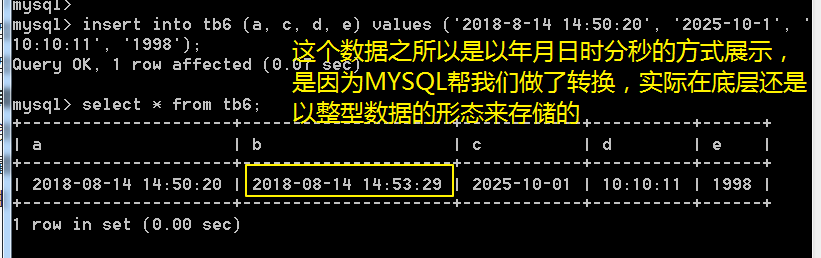 mysql>
mysql> insert into tb6 (a, c, d, e) values ('2018-8-14 14:50:20', '2025-10-1', '
10:10:11', '1998');
Query OK, 1 row affected (0.01 sec)
这个数据之所以是以年月日时分秒的方式展示，
是因为MYSQL帮我们做了转换，实际在底层还是
以整型数据的形态来存储的
mysql> select * from tb6;
+---------------------+---------------------+------------+----------+------+
| a | b | c | d | e |
+---------------------+---------------------+------------+----------+------+
| 2018-08-14 14:50:20 | 2018-08-14 14:53:29 | 2025-10-01 | 10:10:11 | 1998 |
+---------------------+---------------------+------------+----------+------+
1 row in set (0.00 sec)